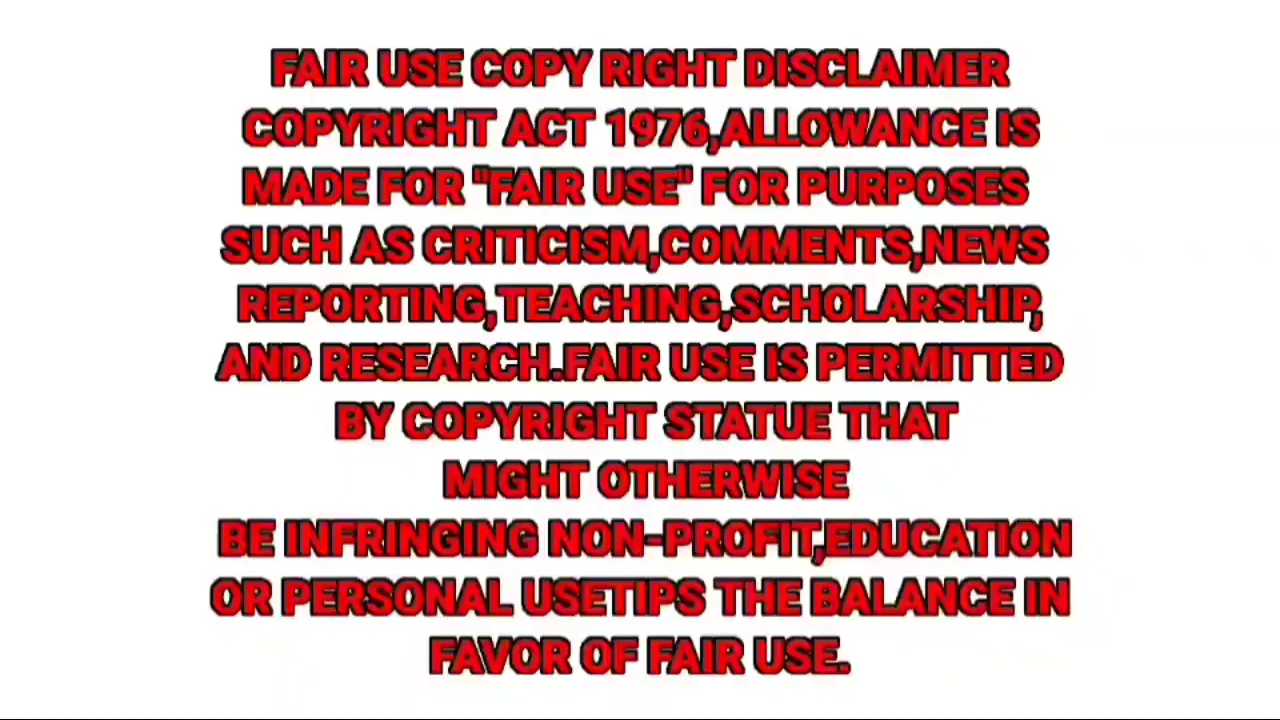 FAIR USE COPY RIGHT DISCLAIMER
COPYRIGHT ACT 1976,ALLOWANCE IS
MADE FOR "FAIR USE" FOR PURPOSES
SUCH AS CRITICISM,COMMENTS,NEWS
REPORTING,TEACHING,SCHOLARSHIP,
AND RESEARCH.FAIR USE IS PERMITTED
BY COPYRIGHT STATUE THAT
MIGHT OTHERWISE
BE INFRINGING NON-PROFIT,EDUCATION
OR PERSONAL USETIPS THE BALANCE IN
FAVOR OF FAIR USE.